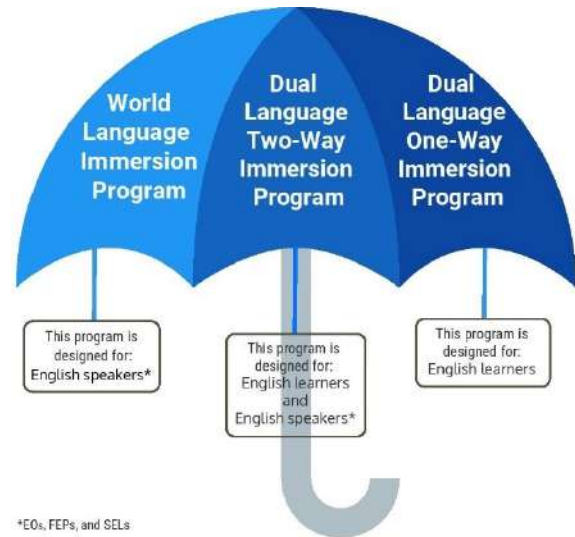 World
Language
Immersion
Program
Dual
Language
Two-Way
Immersion
Program
Dual
Language
One-Way
Immersion
Program
This program is
designed for:
English speakers*
This program is
designed for:
English learners
and
English speakers*
This program is
designed for:
English learners
*EOs, FEPs, and SELs